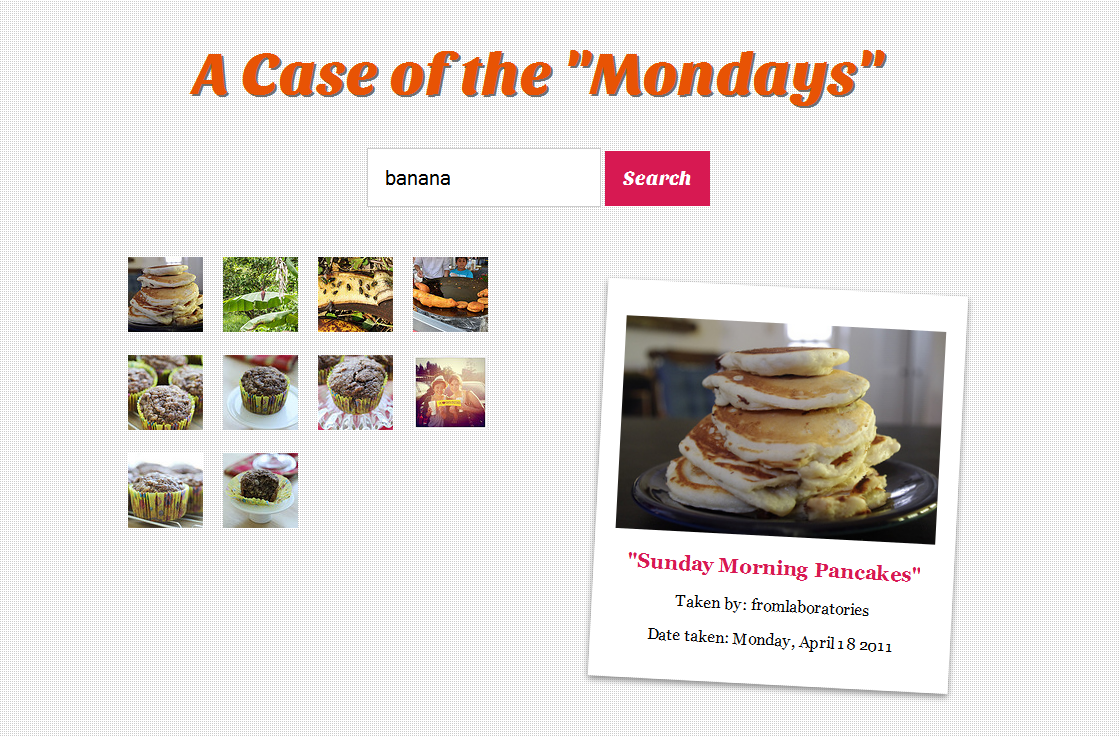 A Case of the "Mondays"
banana
Search
"Sunday Morning Pancakes"
Taken by: fromlaboratories
Date taken: Monday, April 18 2011